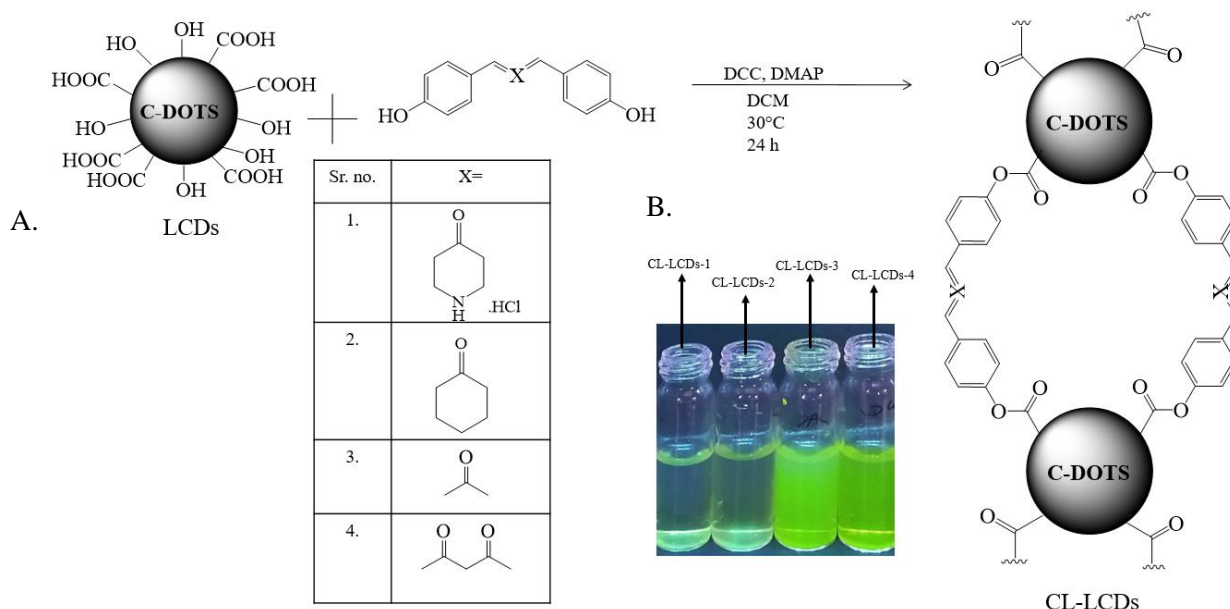 A.
HO
OH
HO
COOH
HOOC
COOH
C-DOTS
HO
OH
HOOC
OH
HOOC
OH
COOH
LCDs
HO
X
OH
DCC, DMAP
DCM
30°C
24 h
Sr. no.
X=
1.
O
N
H
.HCl
2.
O
3.
O
4.
O
O
B.
CL-LCDs-1
CL-LCDs-2
CL-LCDs-3
CL-LCDs-4
O
O
C-DOTS
O
O
O
O
X
X
O
O
O
O
C-DOTS
O
O
CL-LCDs